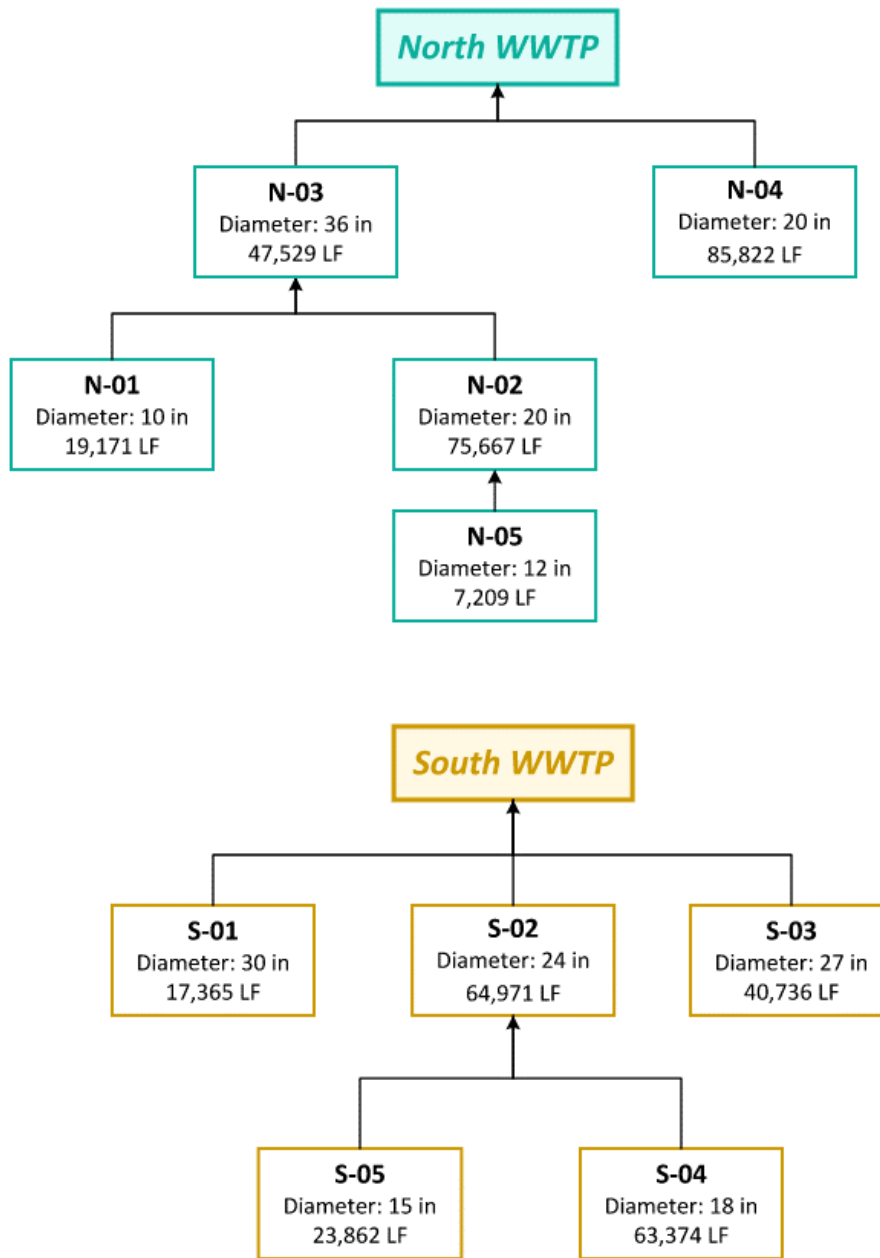 North WWTP
N-03
Diameter: 36 in
47,529 LF
N-04
Diameter: 20 in
85,822 LF
N-01
Diameter: 10 in
19,171 LF
N-02
Diameter: 20 in
75,667 LF
N-05
Diameter: 12 in
7,209 LF
South WWTP
S-01
Diameter: 30 in
17,365 LF
S-02
Diameter: 24 in
64,971 LF
S-03
Diameter: 27 in
40,736 LF
S-05
Diameter: 15 in
23,862 LF
S-04
Diameter: 18 in
63,374 LF